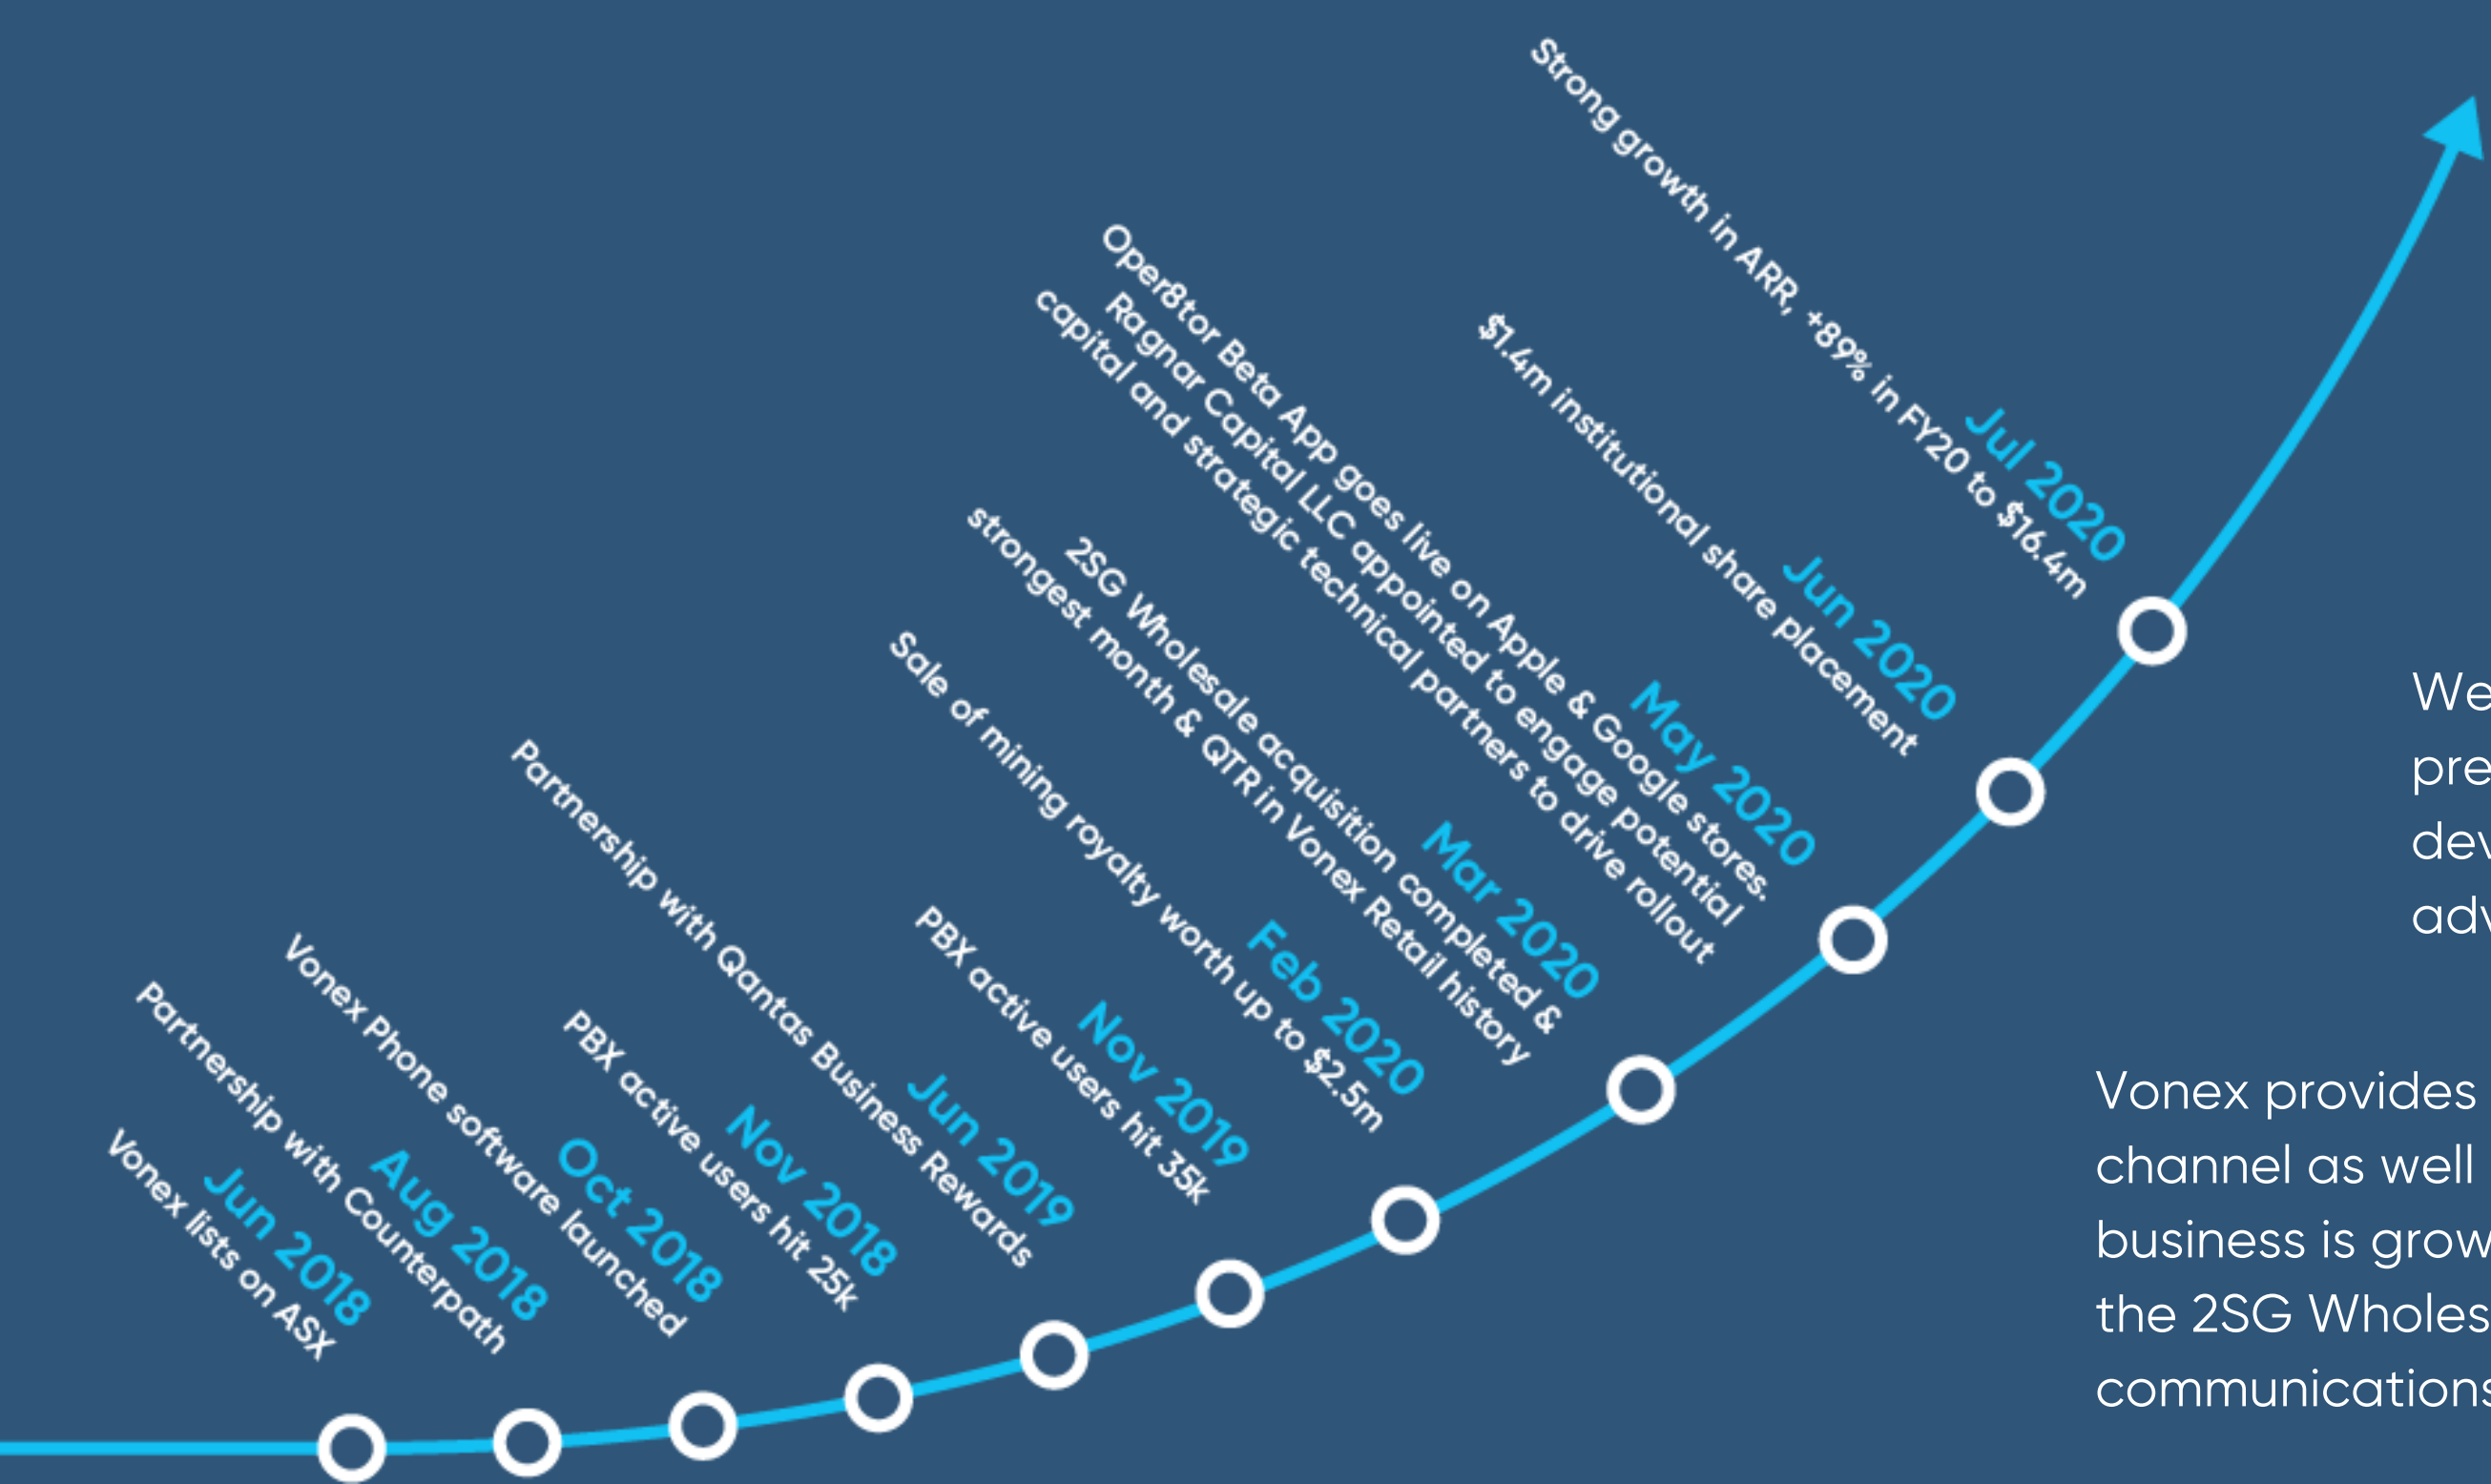 Jun 2018
Vonex lists on ASX
Aug 2018
Partnership with Counterpath
Oct 2018
Vonex Phone software launched
Nov 2018
PBX active users hit 25k
Jun 2019
Partnership with Qantas Business Rewards
Nov 2019
PBX active users hit 35k
Feb 2020
Sale of mining royalty worth up to $2.5m
Mar 2020
2SG Wholesale acquisition completed &
strongest month & QTR in Vonex Retail history
May 2020
Oper8tor Beta App goes live on Apple & Google stores.
Ragnar Capital LLC appointed to engage potential
capital and strategic technical partners to drive rollout
Jun 2020
$1.4m institutional share placement
Jul 2020
Strong growth in ARR, +89% in FY20 to $16.4m
We
pre
dev
adv
Vonex provides
channel as well
business is grow
the 2SG Wholes
communications